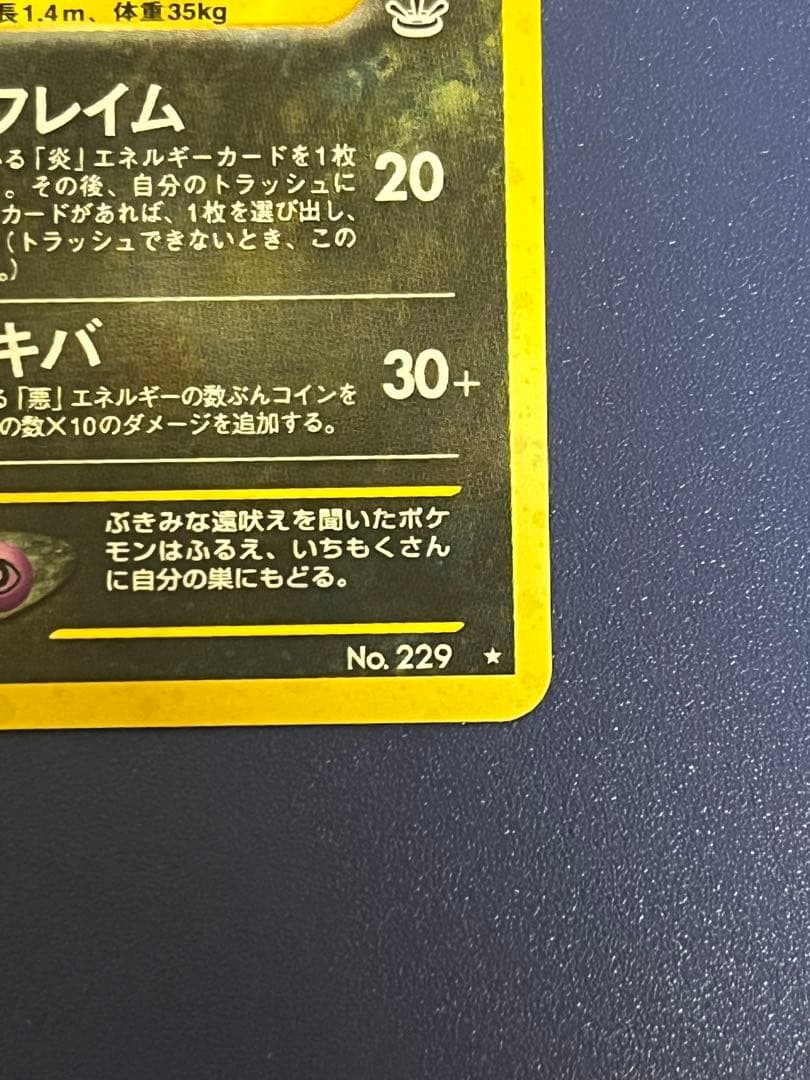 長1.4m、体重35kg
フレイム
いる「炎」エネルギーカードを1枚
。その後、自分のトラッシュに
カードがあれば、1枚を選び出し、
(トラッシュできないとき、この
。)
20
キバ
る「悪」エネルギーの数ぶんコインを
の数×10のダメージを追加する。
30+
ぶきみな遠吠えを聞いたポケ
モンはふるえ、いちもくさん
に自分の巣にもどる。
No. 229 ★